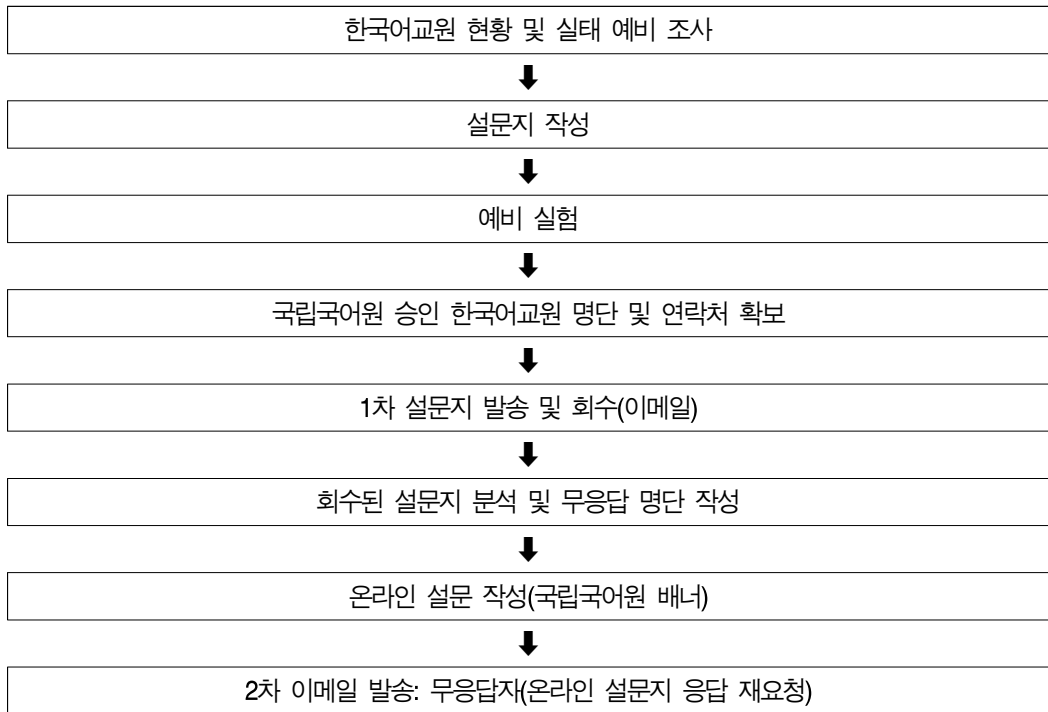 한국어교원 현황 및 실태 예비 조사
설문지 작성
예비 실험
국립국어원 승인 한국어교원 명단 및 연락처 확보
1차 설문지 발송 및 회수(이메일)
회수된 설문지 분석 및 무응답 명단 작성
온라인 설문 작성(국립국어원 배너)
2차 이메일 발송: 무응답자(온라인 설문지 응답 재요청)